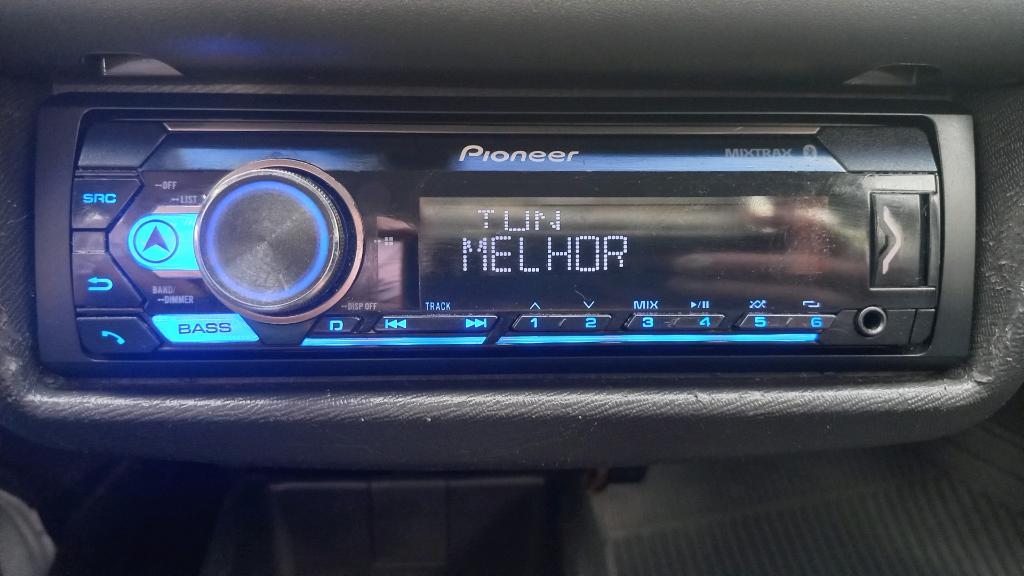 Pioneer
MIXTRAX
SRC
OFF
LIST
TUN
MELHOR
BAND/
DIMMER
DISP OFF
TRACK
MIX
BASS
D
1 / 2
3 / 4
5 / 6